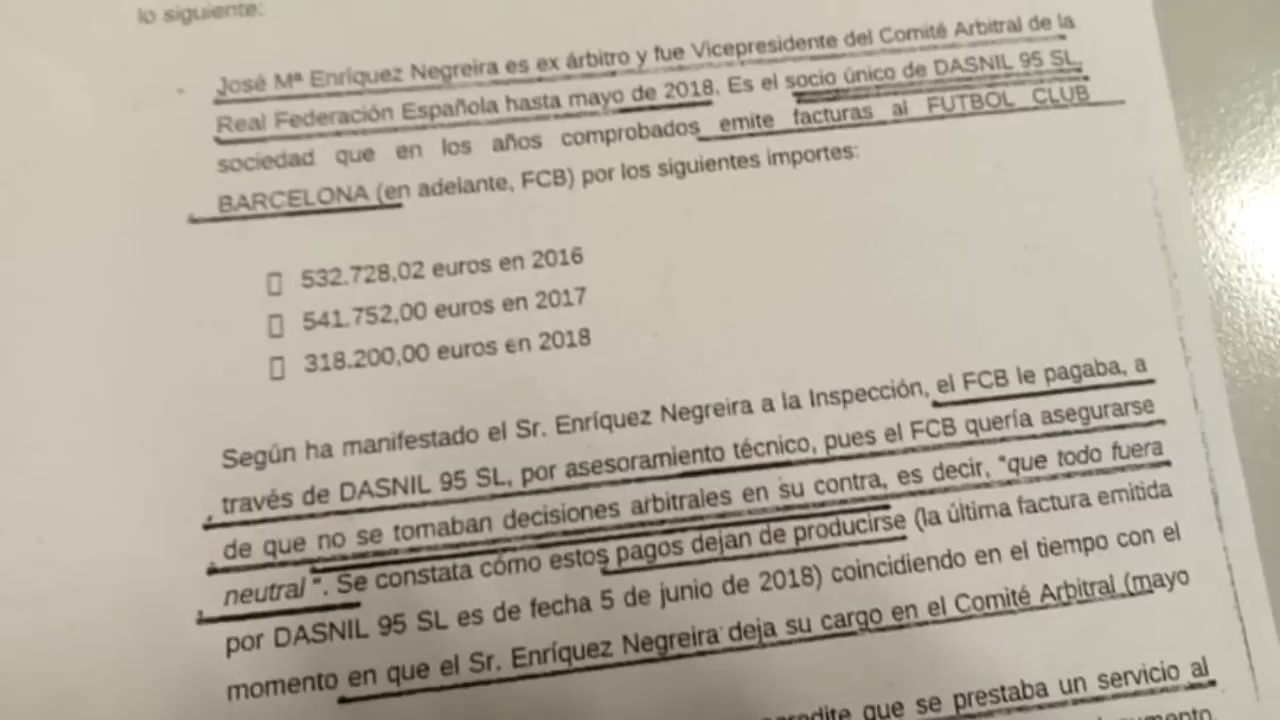 lo siguiente:
José Mª Enríquez Negreira es ex árbitro y fue Vicepresidente del Comité Arbitral de la
Real Federación Española hasta mayo de 2018. Es el socio único de DASNIL 95 SL,
sociedad que en los años comprobados emite facturas al FUTBOL CLUB
BARCELONA (en adelante, FCB) por los siguientes importes:
532.728,02 euros en 2016
541.752,00 euros en 2017
318.200,00 euros en 2018
Según ha manifestado el Sr. Enríquez Negreira a la Inspección, el FCB le pagaba, a
través de DASNIL 95 SL, por asesoramiento técnico, pues el FCB quería asegurarse
de que no se tomaban decisiones arbitrales en su contra, es decir, "que todo fuera
neutral ". Se constata cómo estos pagos dejan de producirse (la última factura emitida
por DASNIL 95 SL es de fecha 5 de junio de 2018) coincidiendo en el tiempo con el
momento en que el Sr. Enríquez Negreira deja su cargo en el Comité Arbitral (mayo
que se prestaba un servicio al